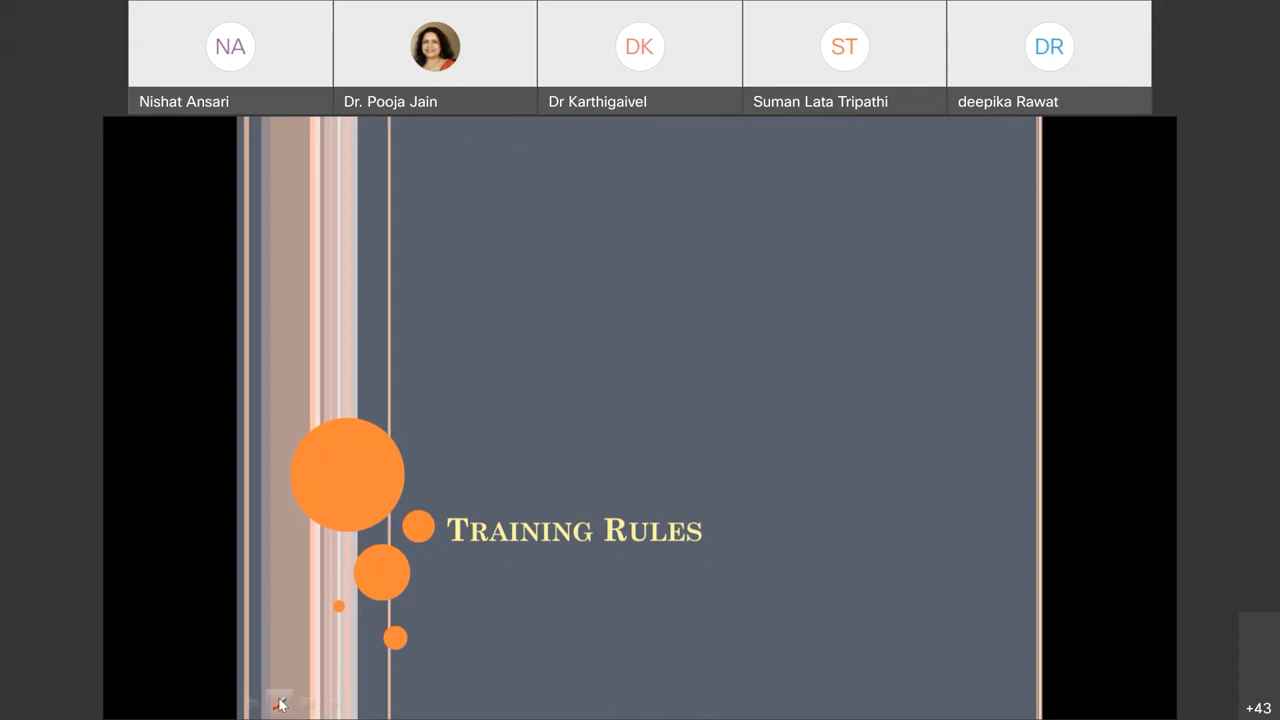 NA
Nishat Ansari
Dr. Pooja Jain
DK
Dr Karthigaivel
ST
Suman Lata Tripathi
DR
deepika Rawat
TRAINING RULES
+43